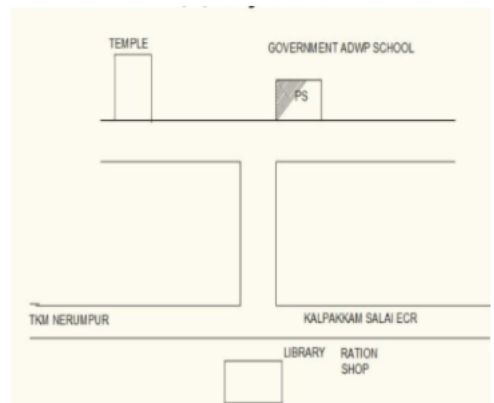 TEMPLE
GOVERNMENT ADWP SCHOOL
PS
TKM NERUMPUR
KALPAKKAM SALAI ECR
LIBRARY
RATION
SHOP